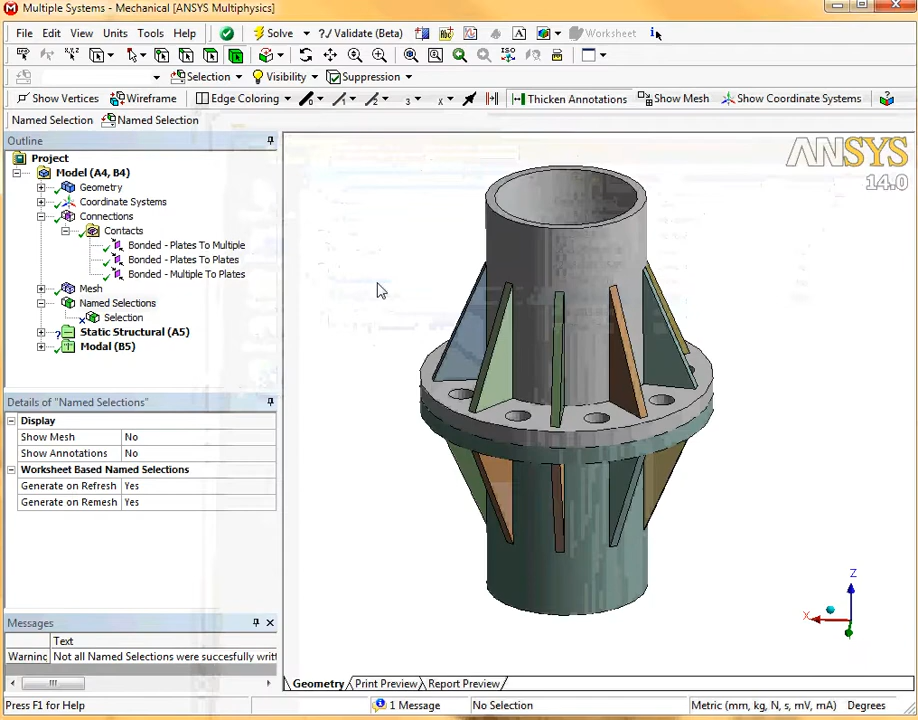 Multiple Systems - Mechanical [ANSYS Multiphysics]
File Edit View Units Tools Help Solve ?/ Validate (Beta) A Worksheet i
ISO
Selection Visibility Suppression
Show Vertices Wireframe Edge Coloring Thicken Annotations Show Mesh Show Coordinate Systems
Named Selection Named Selection
Outline
Project
Model (A4, B4)
Geometry
Coordinate Systems
Connections
Contacts
Bonded - Plates To Multiple
Bonded - Plates To Plates
Bonded - Multiple To Plates
Mesh
Named Selections
Selection
Static Structural (A5)
Modal (B5)
Details of "Named Selections"
Display
Show Mesh No
Show Annotations No
Worksheet Based Named Selections
Generate on Refresh Yes
Generate on Remesh Yes
Messages
Text
Warning Not all Named Selections were succesfully writt
ANSYS
14.0
Z
X
Geometry Print Preview Report Preview
Press F1 for Help 1 Message No Selection Metric (mm, kg, N, s, mV, mA) Degrees